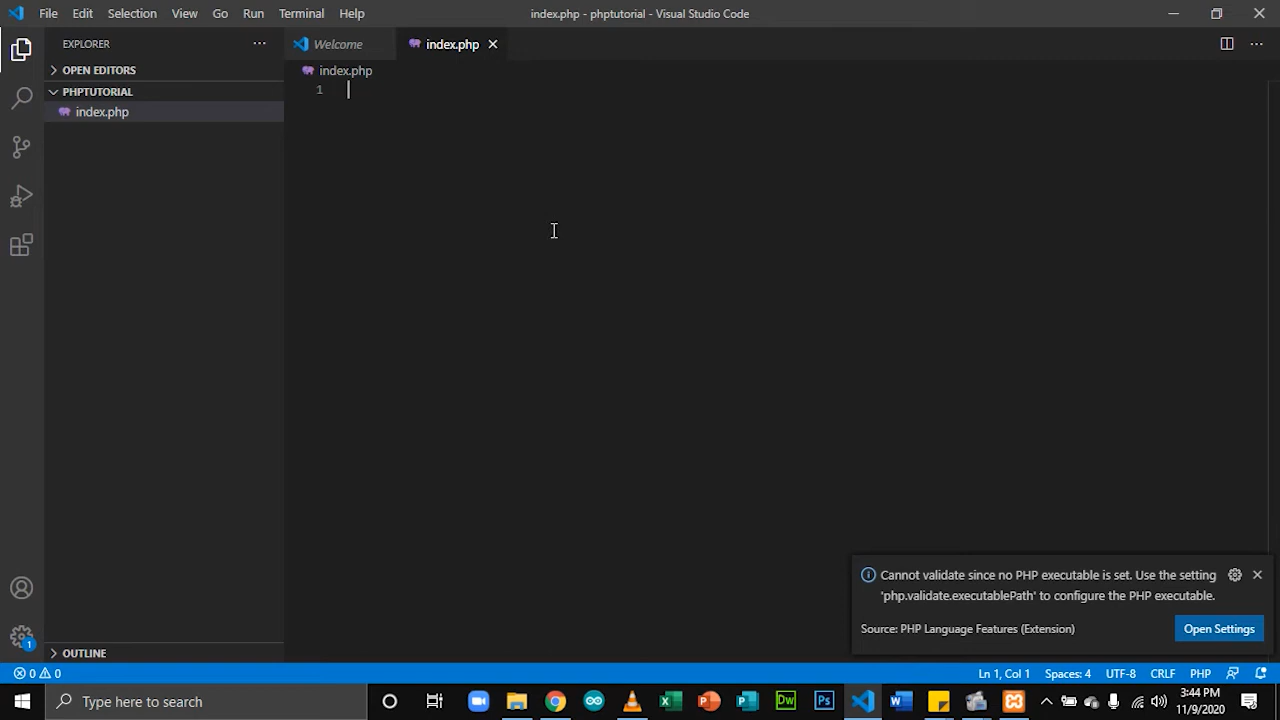 File Edit Selection View Go Run Terminal Help index.php - phptutorial - Visual Studio Code
EXPLORER
Welcome index.php
OPEN EDITORS
index.php
PHPTUTORIAL
1
index.php
Cannot validate since no PHP executable is set. Use the setting
'php.validate.executablePath' to configure the PHP executable.
Source: PHP Language Features (Extension) Open Settings
1
OUTLINE
0 0 Ln 1, Col 1 Spaces: 4 UTF-8 CRLF PHP
Type here to search
Dw Ps
3:44 PM
11/9/2020